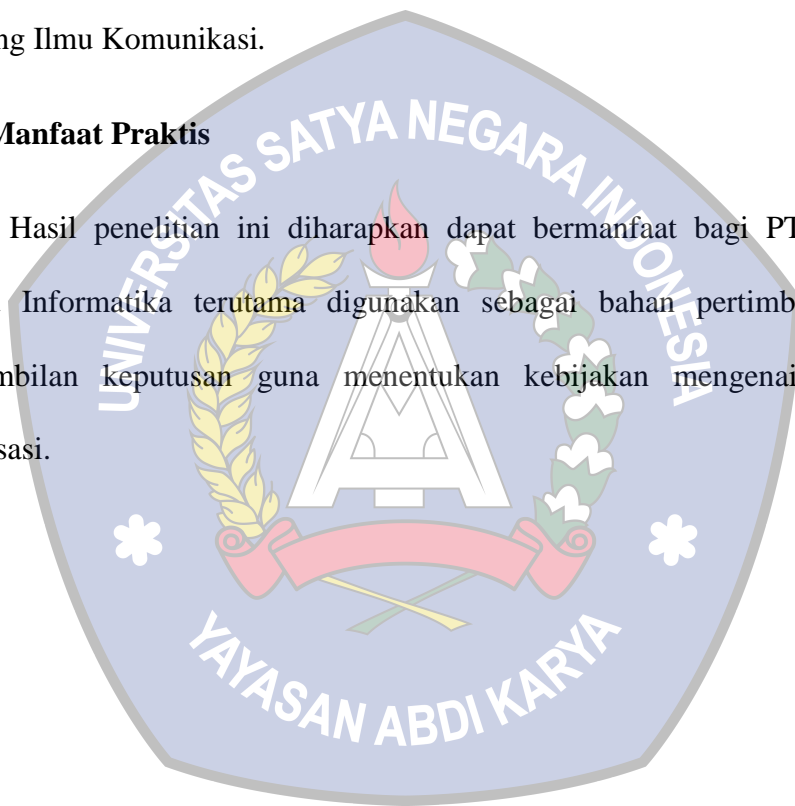 ng Ilmu Komunikasi.
Manfaat Praktis
Hasil penelitian ini diharapkan dapat bermanfaat bagi PT
Informatika terutama digunakan sebagai bahan pertimb
mbilan keputusan guna menentukan kebijakan mengenai
sasi.
UNIVERSITAS SATYA NEGARA INDONESIA
YAYASAN ABDI KARYA